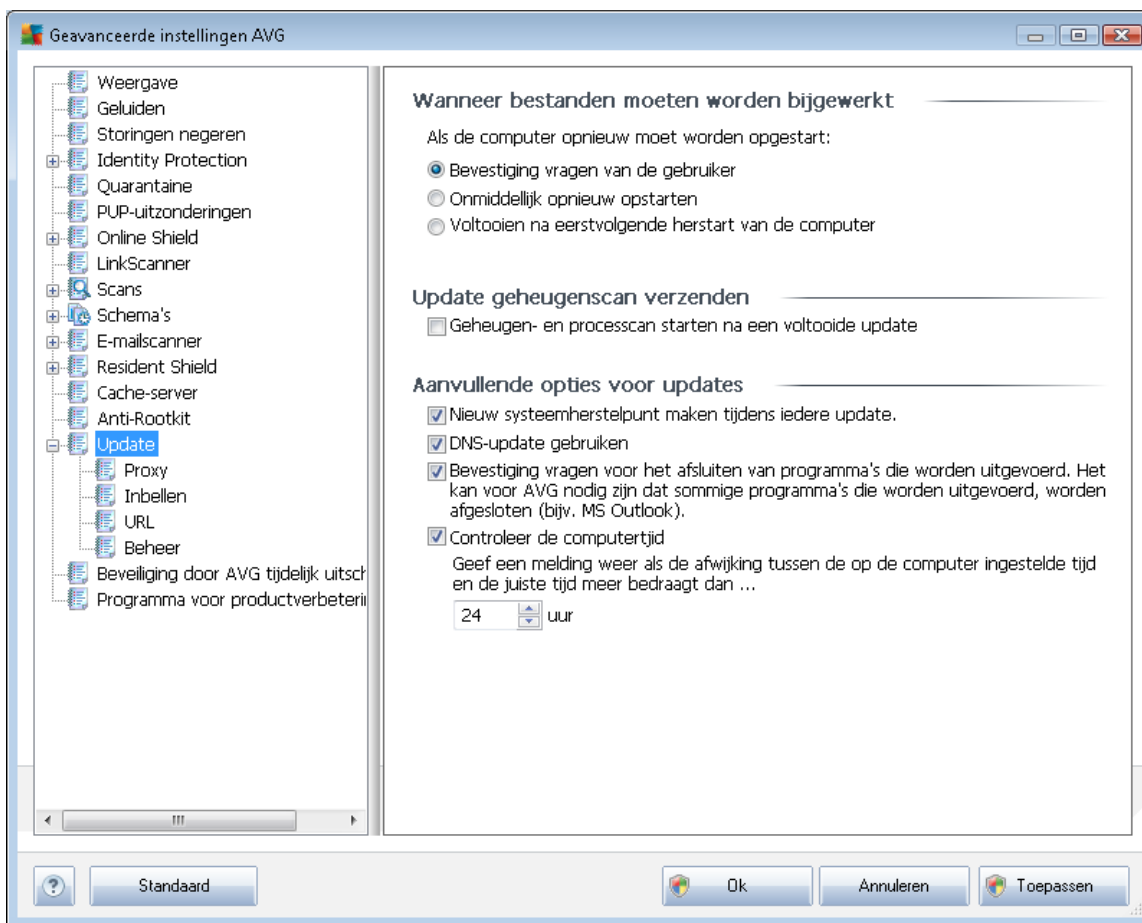 Geavanceerde instellingen AVG
Weergave
Geluiden
Storingen negeren
Identity Protection
Quarantaine
PUP-uitzonderingen
Online Shield
LinkScanner
Scans
Schema's
E-mailscanner
Resident Shield
Cache-server
Anti-Rootkit
Update
Proxy
Inbellen
URL
Beheer
Beveiliging door AVG tijdelijk uitsch
Programma voor productverbeterin
Wanneer bestanden moeten worden bijgewerkt
Als de computer opnieuw moet worden opgestart:
Bevestiging vragen van de gebruiker
Onmiddellijk opnieuw opstarten
Voltooien na eerstvolgende herstart van de computer
Update geheugenscan verzenden
Geheugen- en processcan starten na een voltooide update
Aanvullende opties voor updates
Nieuw systeemherstelpunt maken tijdens iedere update.
DNS-update gebruiken
Bevestiging vragen voor het afsluiten van programma's die worden uitgevoerd. Het
kan voor AVG nodig zijn dat sommige programma's die worden uitgevoerd, worden
afgesloten (bijv. MS Outlook).
Controleer de computertijd
Geef een melding weer als de afwijking tussen de op de computer ingestelde tijd
en de juiste tijd meer bedraagt dan ...
24 uur
? Standaard Ok Annuleren Toepassen